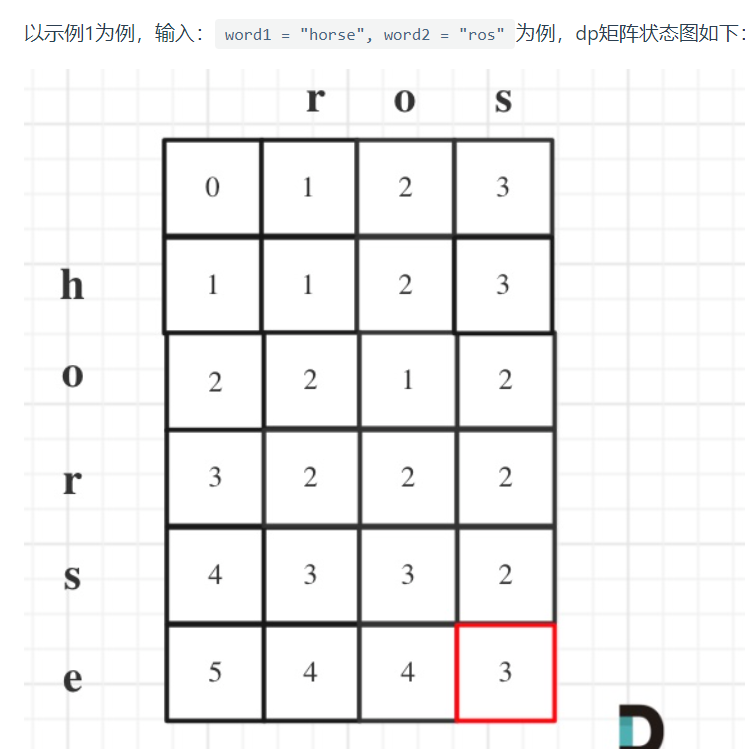 以示例1为例，输入：word1 = "horse", word2 = "ros"为例，dp矩阵状态图如下：
r o s
0 1 2 3
h 1 1 2 3
o 2 2 1 2
r 3 2 2 2
s 4 3 3 2
e 5 4 4 3
D